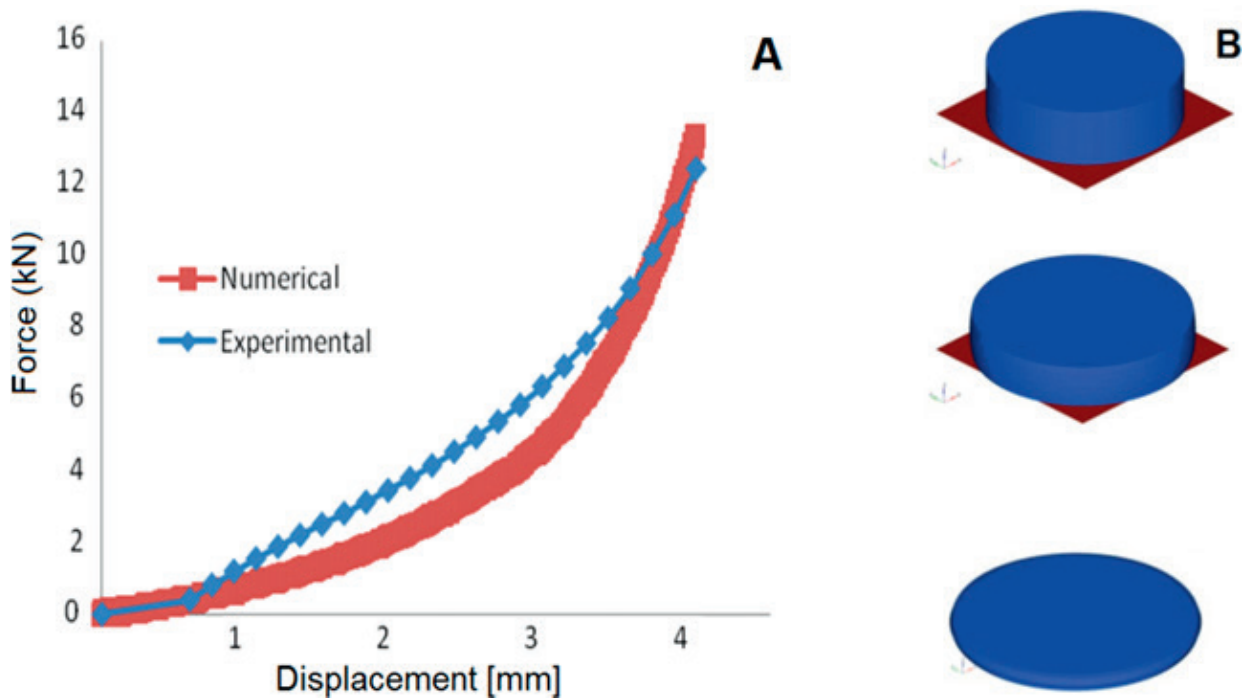 A
B
16
14
12
10
8
6
4
2
0
Force (kN)
Numerical
Experimental
1 2 3 4
Displacement [mm]